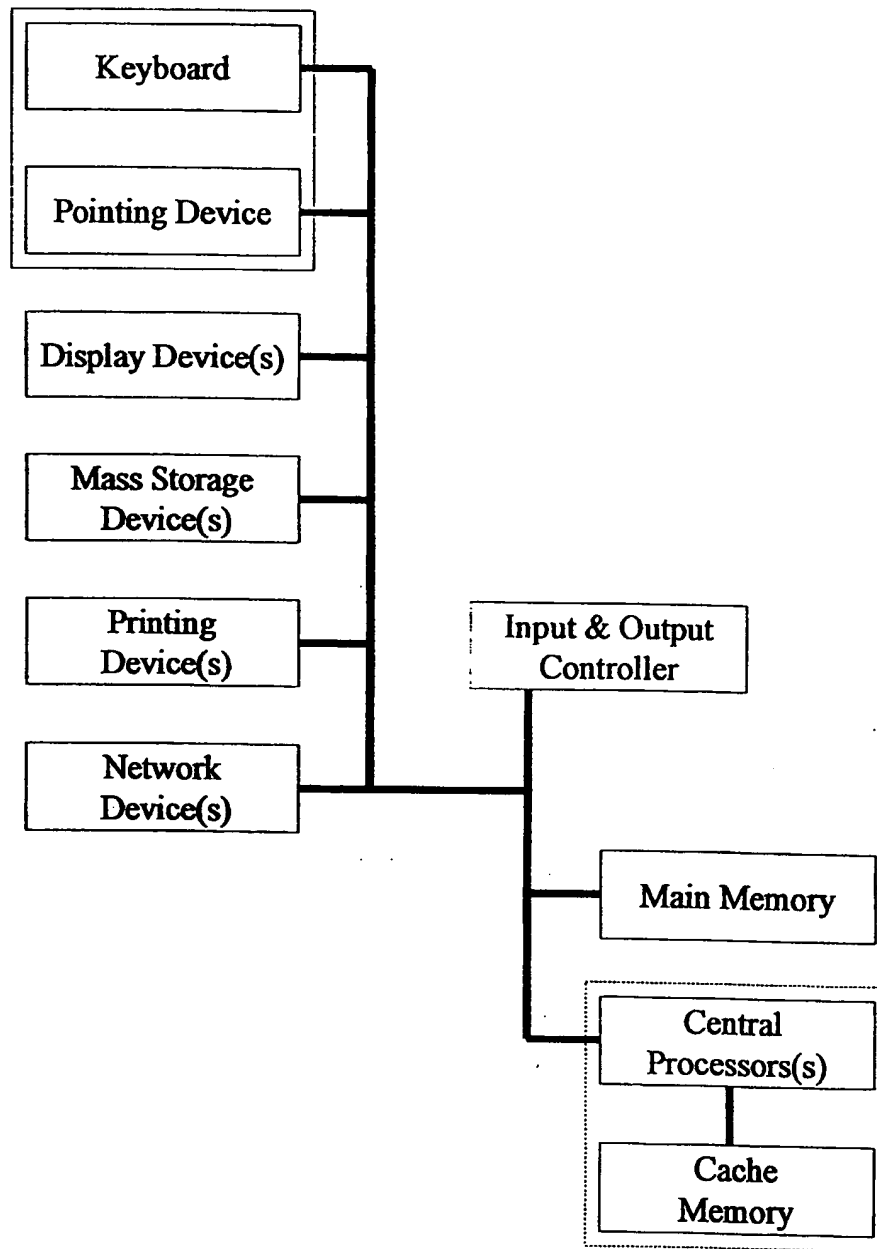 Keyboard
Pointing Device
Display Device(s)
Mass Storage
Device(s)
Printing
Device(s)
Network
Device(s)
Input & Output
Controller
Main Memory
Central
Processors(s)
Cache
Memory